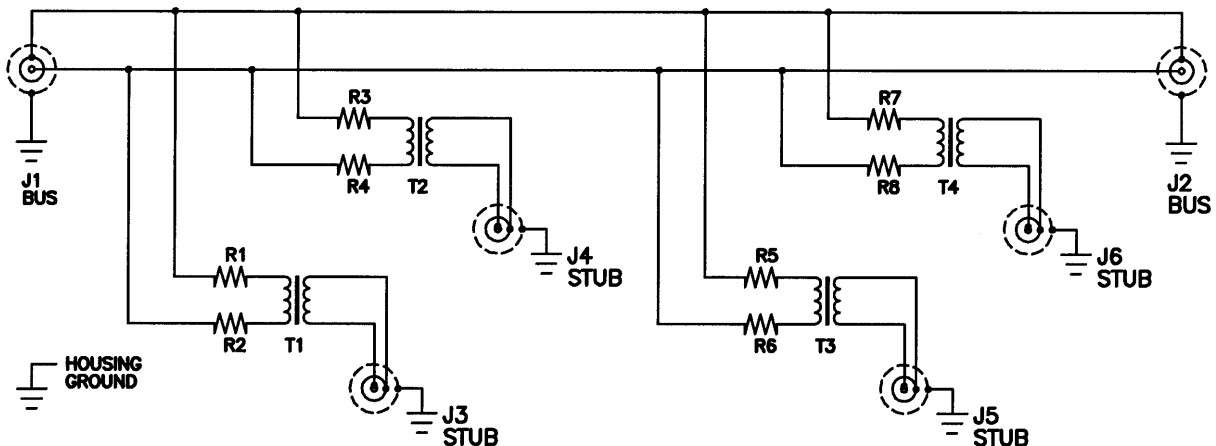 R3
R7
R4
T2
R8
T4
J1
BUS
J2
BUS
R1
J4
STUB
R5
J6
STUB
R2
T1
R6
T3
HOUSING
GROUND
J3
STUB
J5
STUB